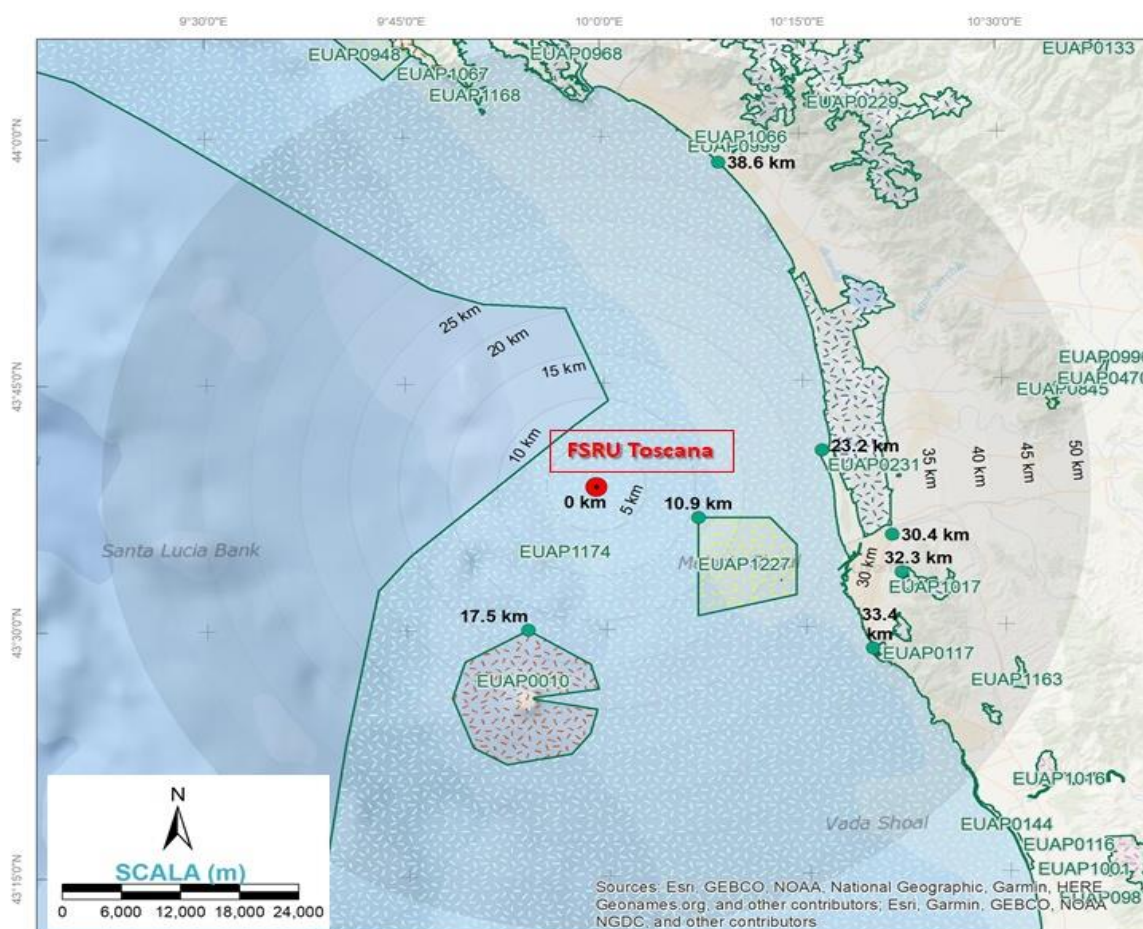 9°30'0"E
9°45'0"E
10°0'0"E
10°15'0"E
10°30'0"E
EUAP0948
EUAP0968
EUAP0133
EUAP1067
EUAP1168
EUAP0229
44°0'0"N
EUAP1066
EUAP0999
38.6 km
25 km
20 km
15 km
10 km
43°45'0"N
EUAP0996
EUAP0470
EUAP0845
FSRU Toscana
23.2 km
EUAP0231
35 km
40 km
45 km
50 km
0 km
5 km
10.9 km
30.4 km
Santa Lucia Bank
EUAP1174
EUAP1227
30 km
32.3 km
EUAP1017
17.5 km
33.4
km
43°30'0"N
EUAP0117
EUAP0010
EUAP1163
N
SCALA (m)
0 6,000 12,000 18,000 24,000
EUAP1016
Vada Shoal
EUAP0144
EUAP0116
43°15'0"N
EUAP1001
EUAP098
Sources: Esri, GEBCO, NOAA, National Geographic, Garmin, HERE,
Geonames.org, and other contributors; Esri, Garmin, GEBCO, NOAA
NGDC, and other contributors